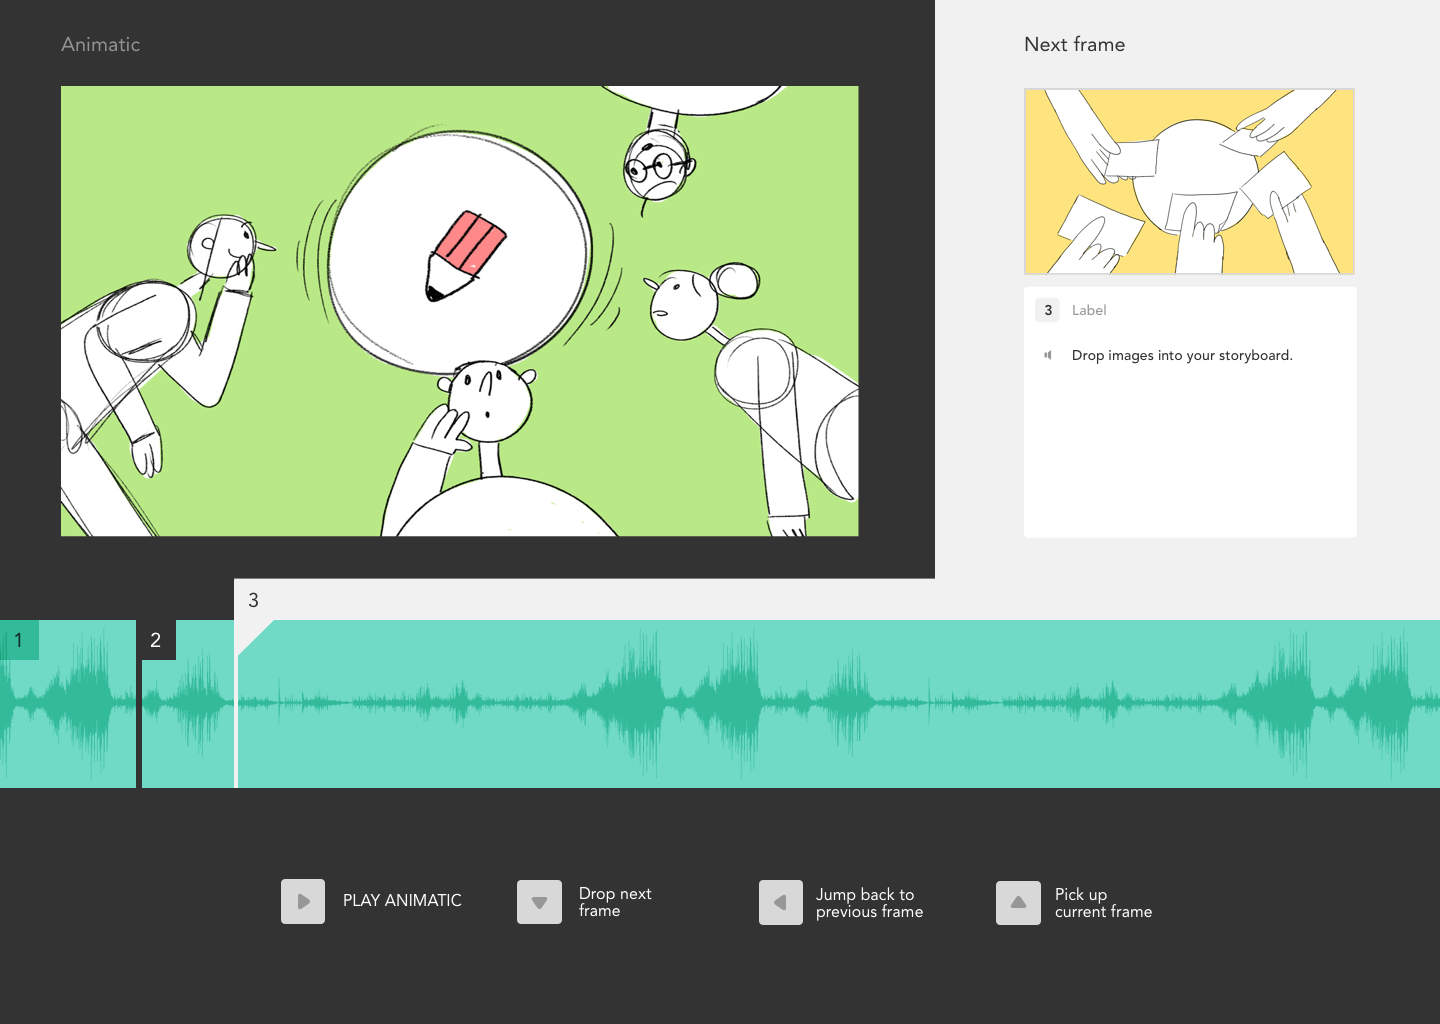 Animatic
Next frame
3 Label
Drop images into your storyboard.
3
1
2
PLAY ANIMATIC
Drop next
frame
Jump back to
previous frame
Pick up
current frame